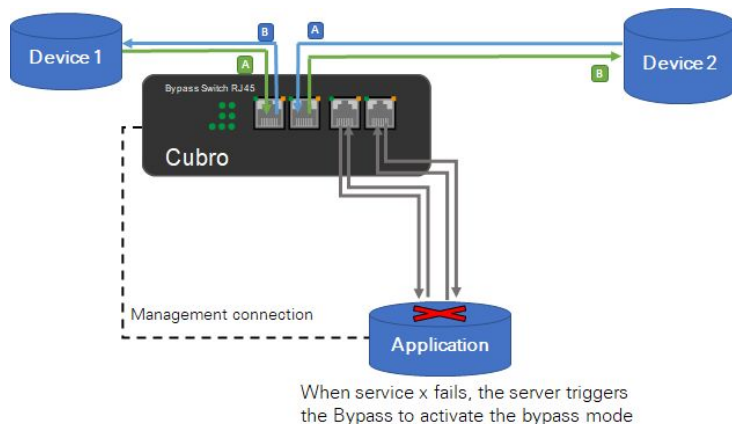 B
A
Device 1
Device 2
A
B
Bypass Switch RJ45
Cubro
Management connection
Application
When service x fails, the server triggers
the Bypass to activate the bypass mode